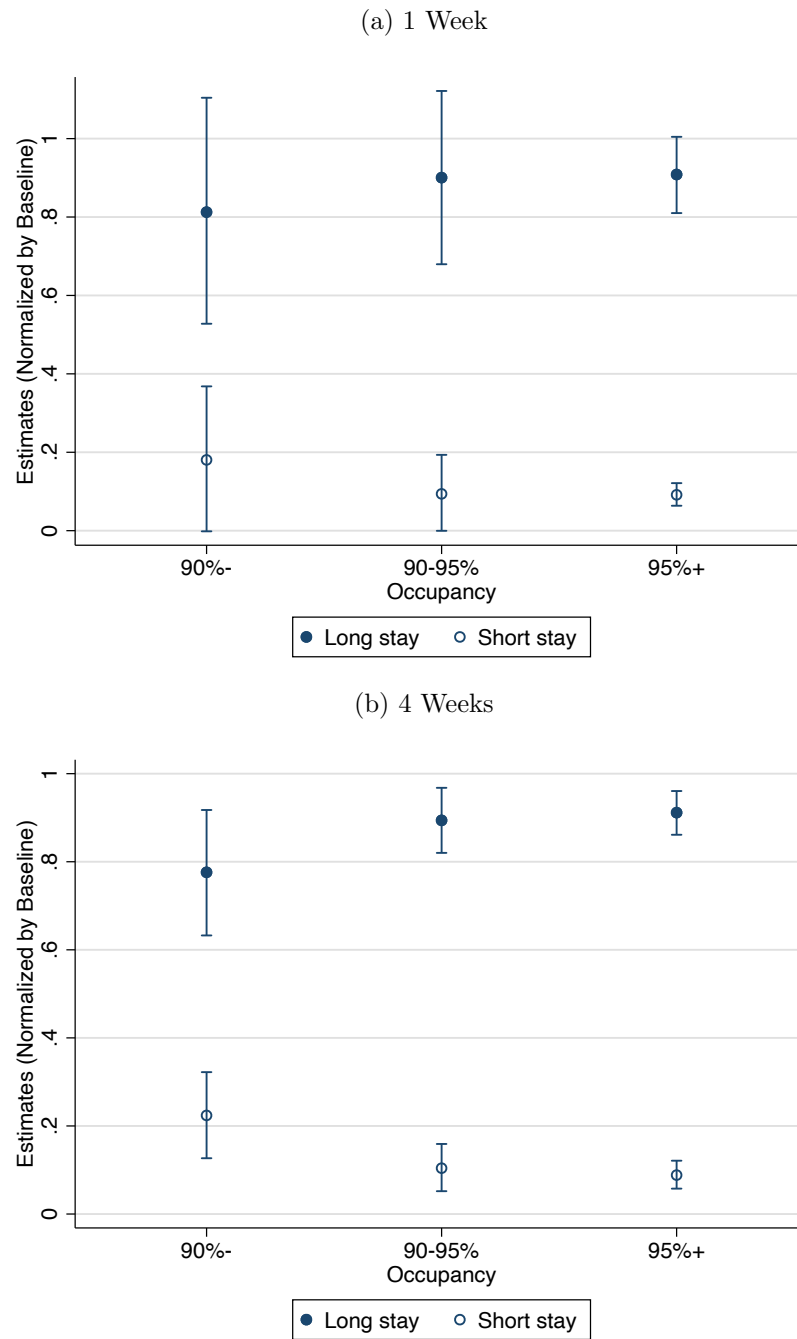 (a) 1 Week
Estimates (Normalized by Baseline)
1
.8
.6
.4
.2
0
90%-
90-95%
95%+
Occupancy
Long stay
Short stay
(b) 4 Weeks
Estimates (Normalized by Baseline)
1
.8
.6
.4
.2
0
90%-
90-95%
95%+
Occupancy
Long stay
Short stay